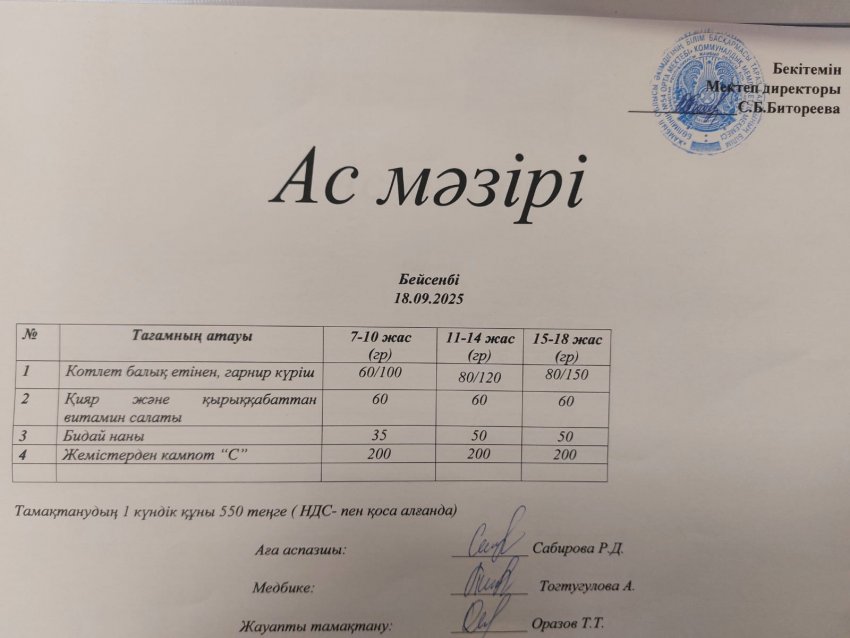 Бекітемін
Мектеп директоры
С.Б.Битореева
Ас мәзірі
Бейсенбі
18.09.2025
№ Тағамның атауы 7-10 жас (гр) 11-14 жас (гр) 15-18 жас (гр)
1 Котлет балық етінен, гарнир күріш 60/100 80/120 80/150
2 Қияр және қырыққабаттан витамин салаты 60 60 60
3 Бидай наны 35 50 50
4 Жемістерден кампот “С” 200 200 200
Тамақтанудың 1 күндік құны 550 теңге ( НДС- пен қоса алғанда)
Аға аспазшы: Сабирова Р.Д.
Медбике: Тогтугулова А.
Жауапты тамақтану: Оразов Т.Т.